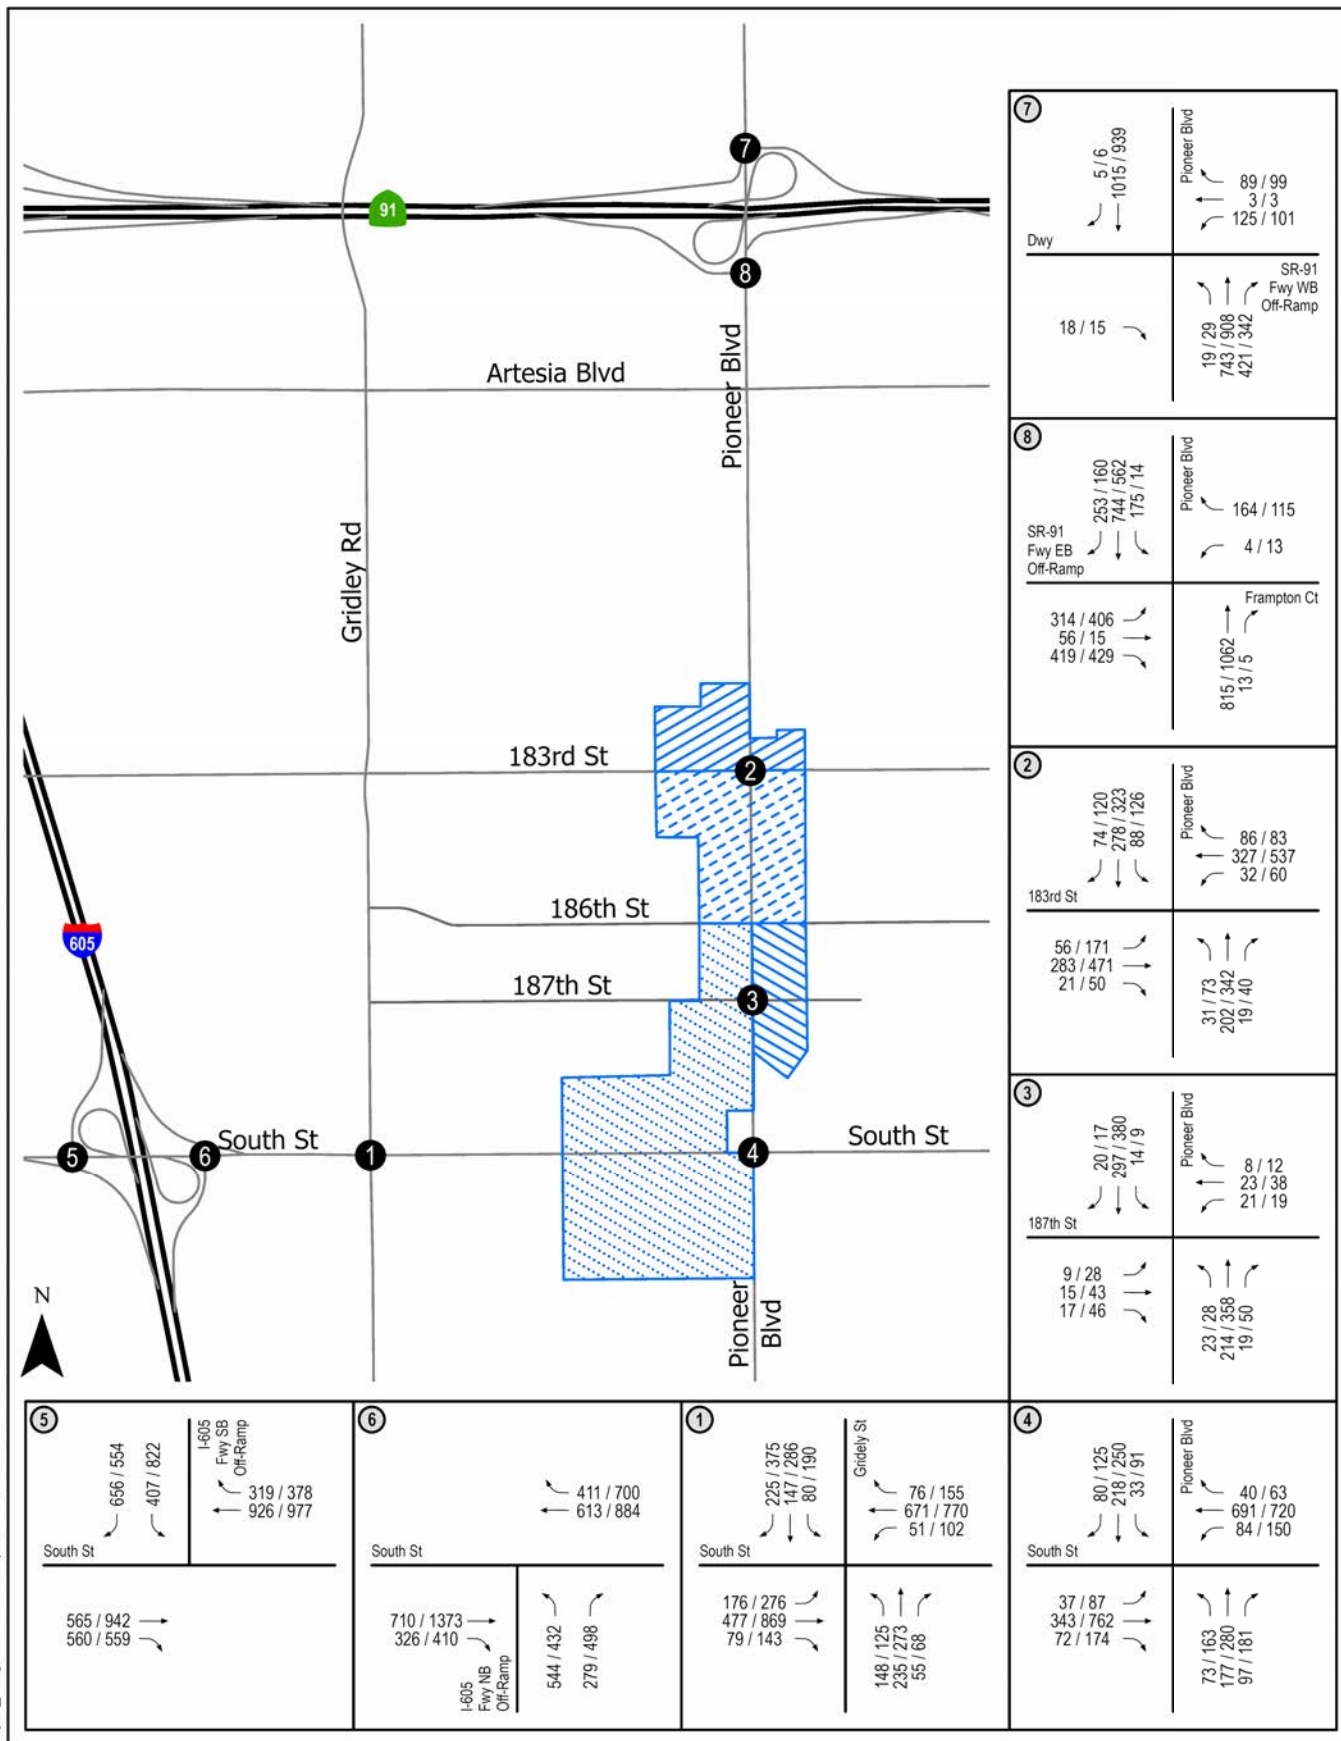 7
91
8
Artesia Blvd
Pioneer Blvd
Gridley Rd
183rd St
2
186th St
605
187th St
3
5
6
South St
1
4
South St
N
Pioneer
Blvd
7
5 / 6
1015 / 939
Pioneer Blvd
89 / 99
3 / 3
125 / 101
Dwy
SR-91
Fwy WB
Off-Ramp
18 / 15
19 / 29
743 / 908
421 / 342
8
253 / 160
744 / 562
175 / 14
Pioneer Blvd
164 / 115
4 / 13
SR-91
Fwy EB
Off-Ramp
Frampton Ct
314 / 406
56 / 15
419 / 429
815 / 1062
13 / 5
2
74 / 120
278 / 323
88 / 126
Pioneer Blvd
86 / 83
327 / 537
32 / 60
183rd St
56 / 171
283 / 471
21 / 50
31 / 73
202 / 342
19 / 40
3
20 / 17
297 / 380
14 / 9
Pioneer Blvd
8 / 12
23 / 38
21 / 19
187th St
9 / 28
15 / 43
17 / 46
23 / 28
214 / 358
19 / 50
5
656 / 554
407 / 822
I-605
Fwy SB
Off-Ramp
319 / 378
926 / 977
South St
565 / 942
560 / 559
6
411 / 700
613 / 884
South St
710 / 1373
326 / 410
I-605
Fwy NB
Off-Ramp
544 / 432
279 / 498
1
225 / 375
147 / 286
80 / 190
Gridely St
76 / 155
671 / 770
51 / 102
South St
176 / 276
477 / 869
79 / 143
148 / 125
235 / 273
55 / 68
4
80 / 125
218 / 250
33 / 91
Pioneer Blvd
40 / 63
691 / 720
84 / 150
South St
37 / 87
343 / 762
72 / 174
73 / 163
177 / 280
97 / 181